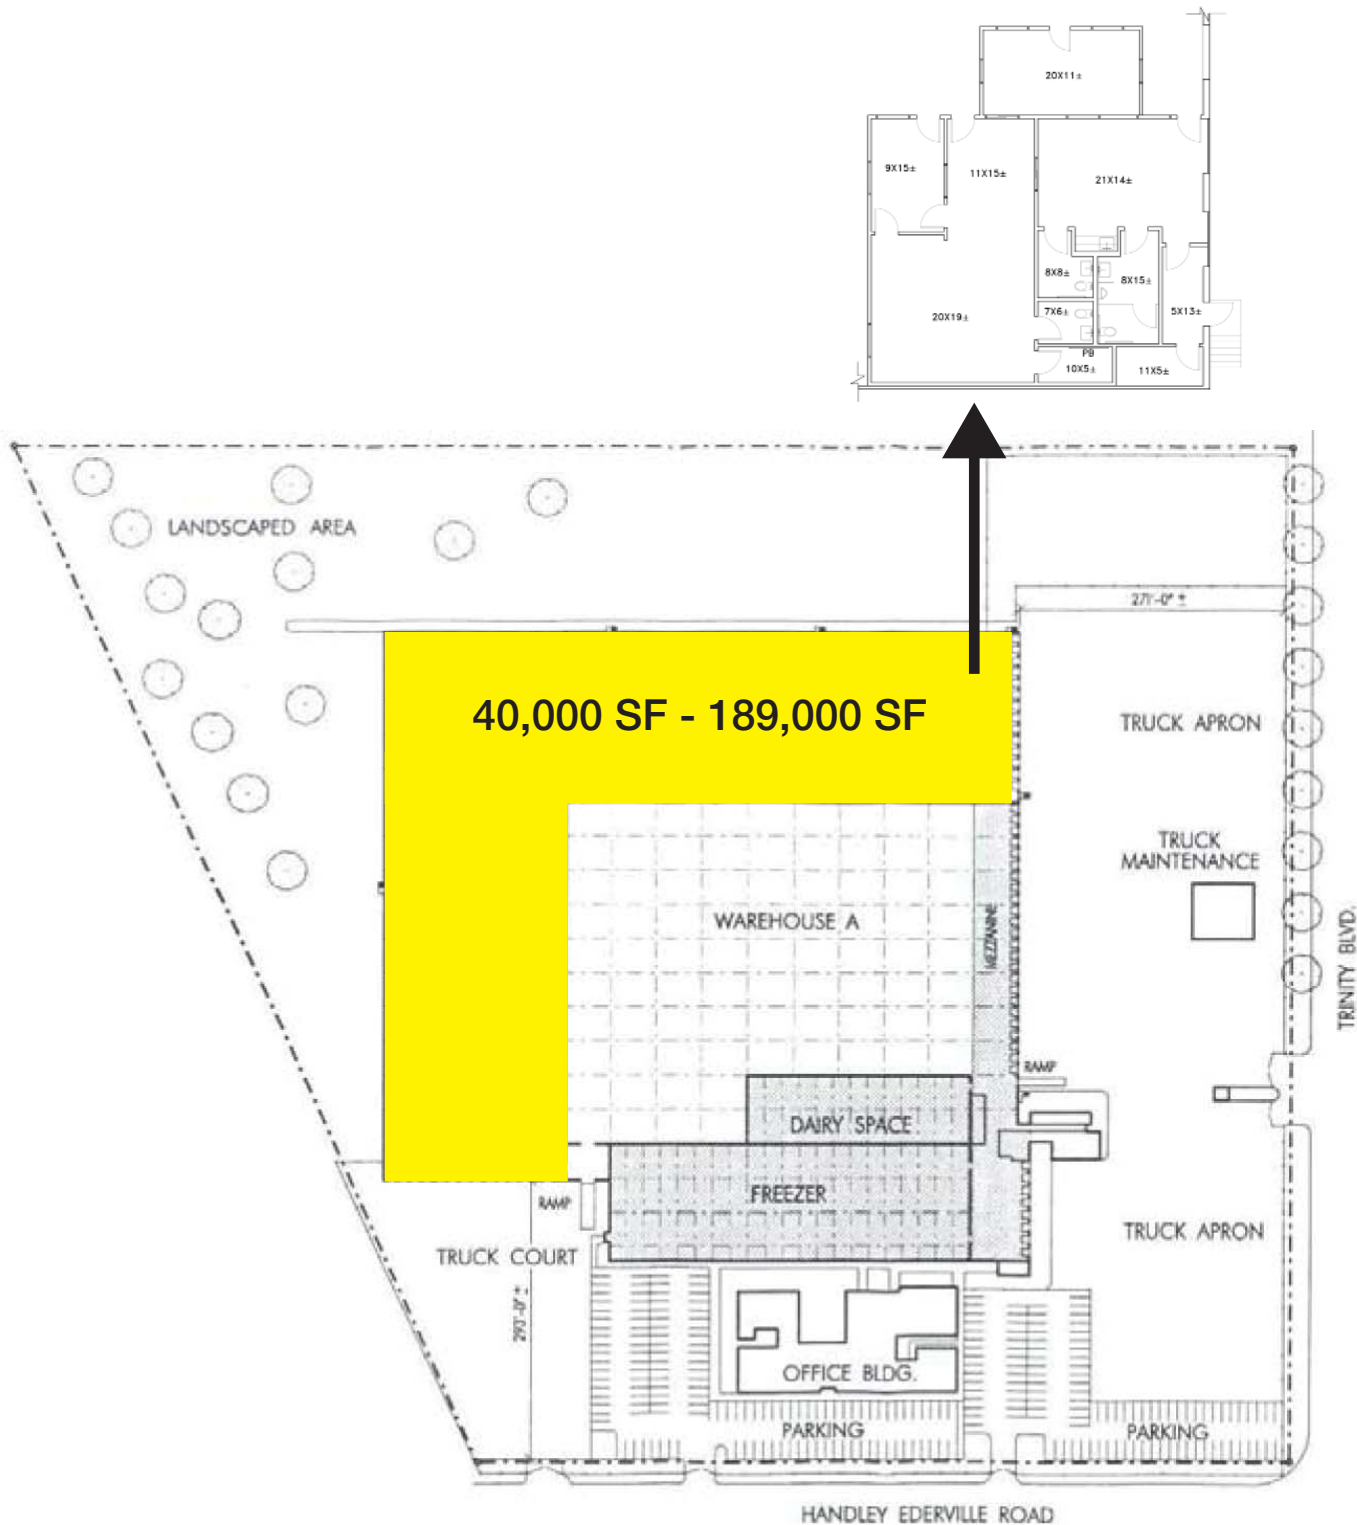 20X11±
9X15±
11X15±
21X14±
8X8±
8X15±
7X6±
5X13±
20X19±
PB
10X5±
11X5±
LANDSCAPED AREA
271'-0" ±
40,000 SF - 189,000 SF
TRUCK APRON
TRUCK
MAINTENANCE
WAREHOUSE A
MEZZANINE
TRINITY BLVD.
RAMP
DAIRY SPACE
FREEZER
RAMP
TRUCK COURT
TRUCK APRON
293'-0" ±
OFFICE BLDG.
PARKING
PARKING
HANDLEY EDERVILLE ROAD